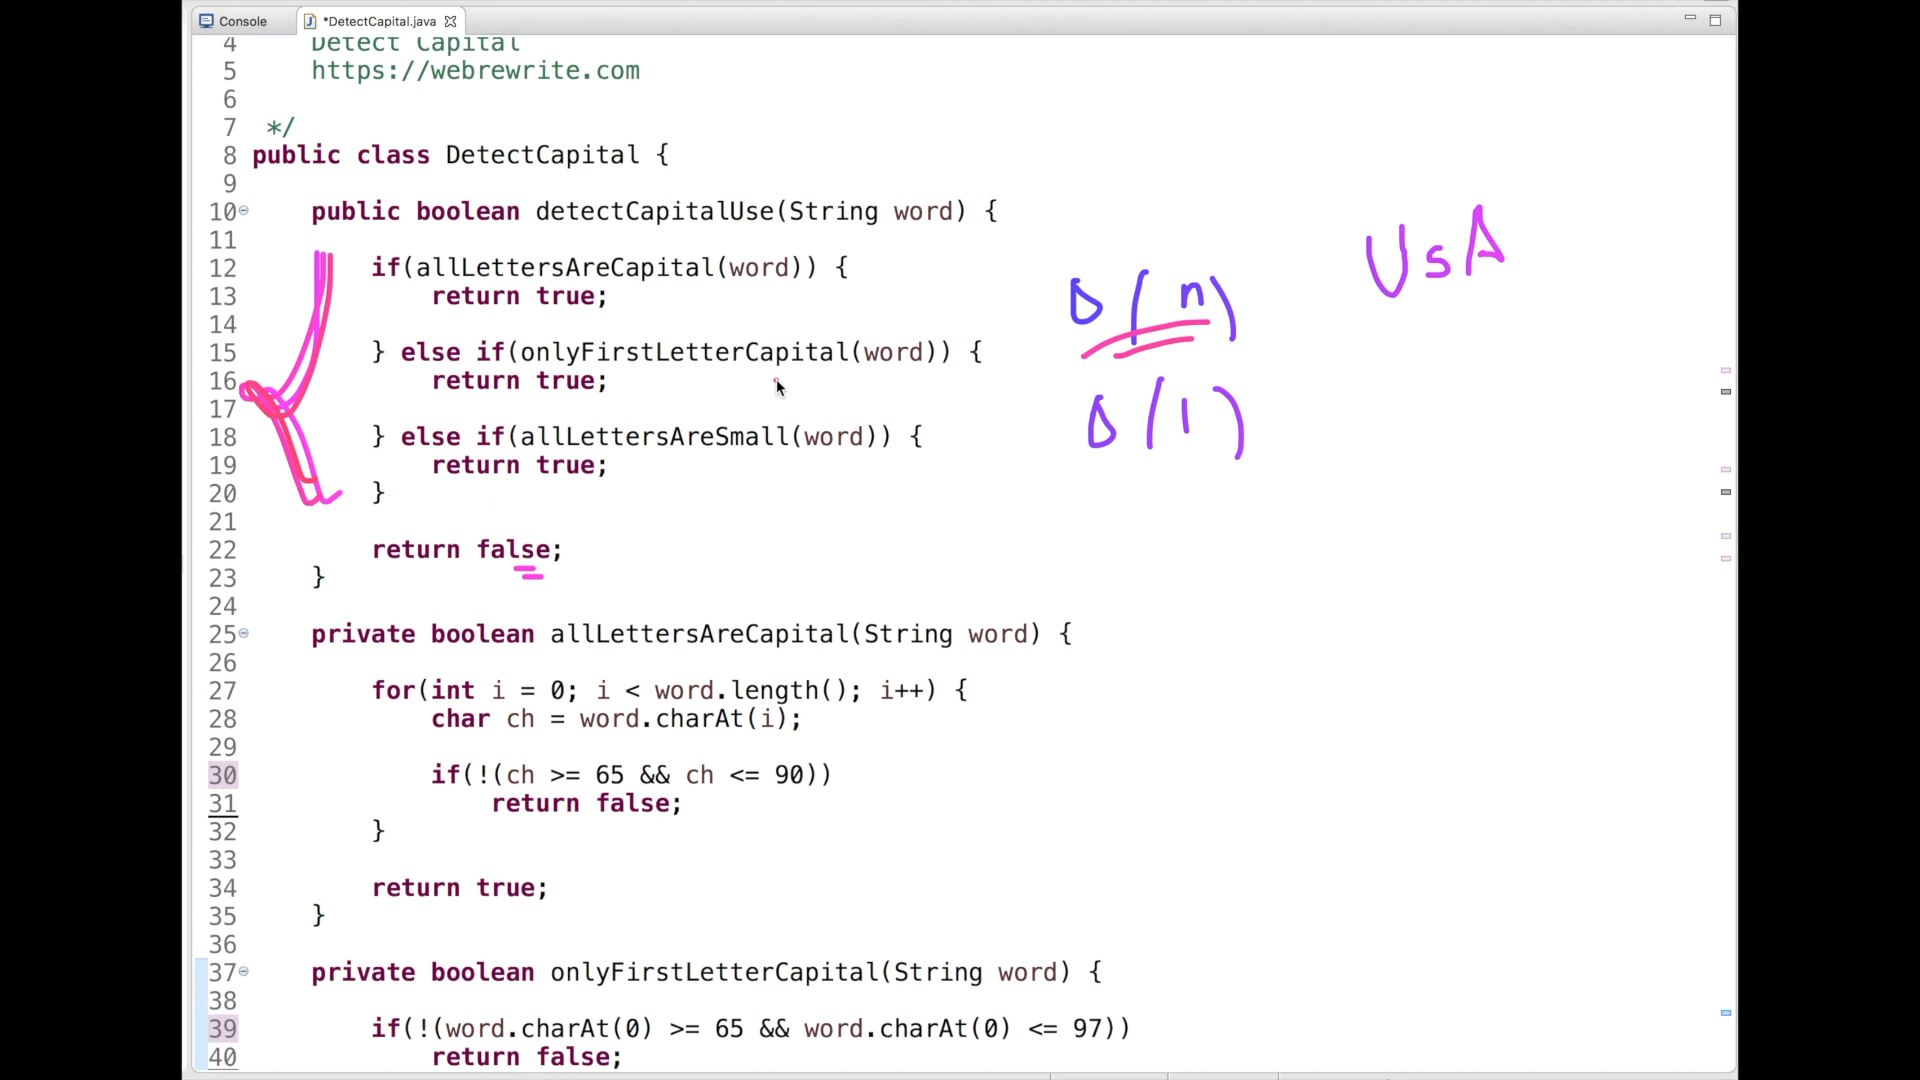 Console
*DetectCapital.java
4 Detect Capital
5 https://webrewrite.com
6
7 */
8 public class DetectCapital {
9
10 public boolean detectCapitalUse(String word) {
11
12 if(allLettersAreCapital(word)) {
13 return true;
14
15 } else if(onlyFirstLetterCapital(word)) {
16 return true;
17
18 } else if(allLettersAreSmall(word)) {
19 return true;
20 }
21
22 return false;
23 }
24
25 private boolean allLettersAreCapital(String word) {
26
27 for(int i = 0; i < word.length(); i++) {
28 char ch = word.charAt(i);
29
30 if(!(ch >= 65 && ch <= 90))
31 return false;
32 }
33
34 return true;
35 }
36
37 private boolean onlyFirstLetterCapital(String word) {
38
39 if(!(word.charAt(0) >= 65 && word.charAt(0) <= 97))
40 return false;
UsA
O(n)
O(1)